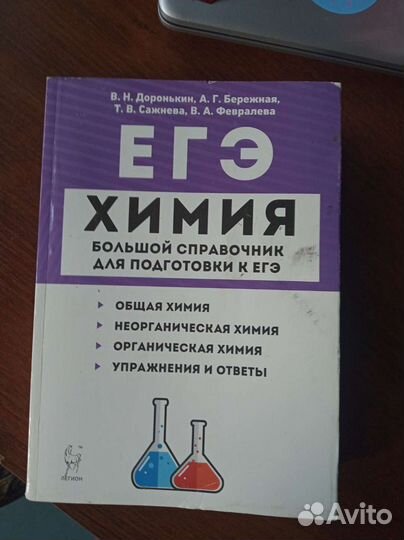 В. Н. Доронькин, А. Г. Бережная,
Т. В. Сажнева, В. А. Февралева
ЕГЭ
ХИМИЯ
БОЛЬШОЙ СПРАВОЧНИК
ДЛЯ ПОДГОТОВКИ К ЕГЭ
ОБЩАЯ ХИМИЯ
НЕОРГАНИЧЕСКАЯ ХИМИЯ
ОРГАНИЧЕСКАЯ ХИМИЯ
УПРАЖНЕНИЯ И ОТВЕТЫ
ЛЕГИОН
Avito